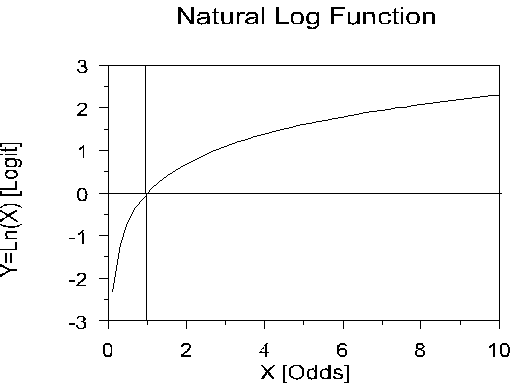 Natural Log Function
3
2
1
0
-1
-2
-3
Y=Ln(X) [Logit]
0 2 4 6 8 10
X [Odds]